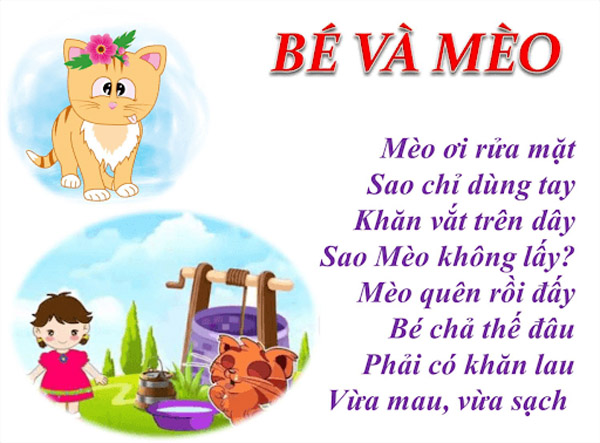 BÉ VÀ MÈO
Mèo ơi rửa mặt
Sao chỉ dùng tay
Khăn vắt trên dây
Sao Mèo không lấy?
Mèo quên rồi đấy
Bé chả thế đâu
Phải có khăn lau
Vừa mau, vừa sạch